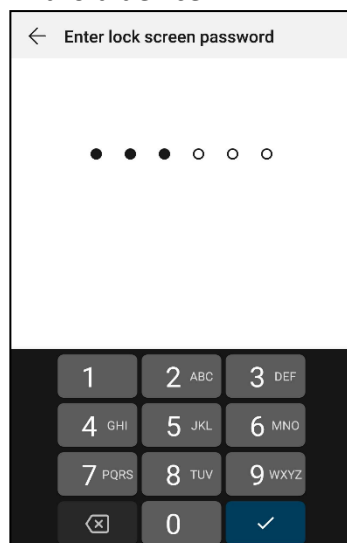 Enter lock screen password
1 2 ABC 3 DEF
4 GHI 5 JKL 6 MNO
7 PQRS 8 TUV 9 WXYZ
0